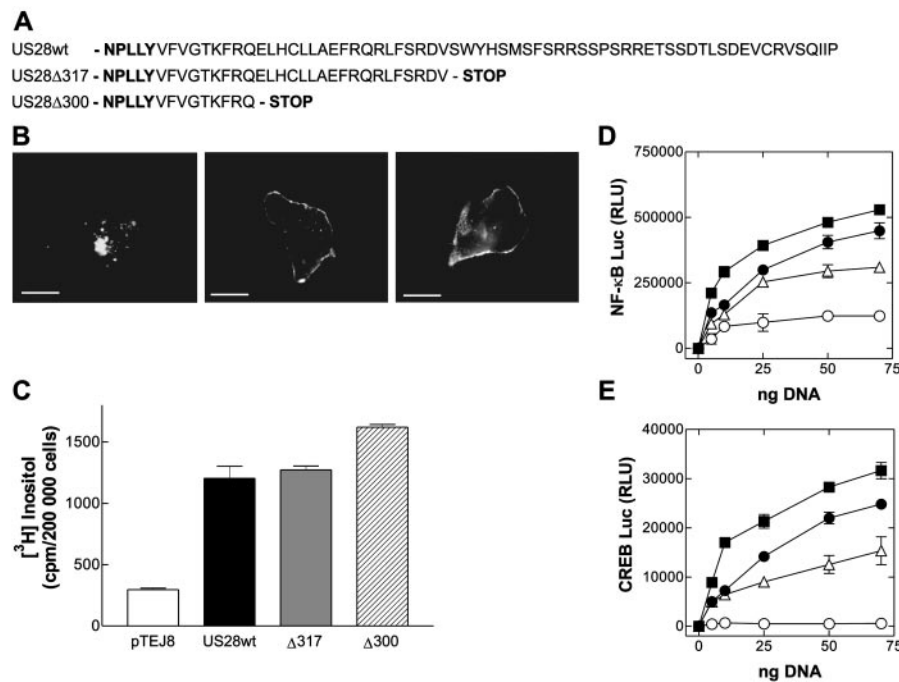 A
US28wt - NPLLYVFVGTKFRQELHCLLAEFRQRLFSRDVSWYHSMSFSRRSSPSRRETSSDTLSDEVCRVSQIIP
US28Δ317 - NPLLYVFVGTKFRQELHCLLAEFRQRLFSRDV - STOP
US28Δ300 - NPLLYVFVGTKFRQ - STOP
B
C
[³H] Inositol
(cpm/200 000 cells)
1500
1000
500
0
pTEJ8 US28wt Δ317 Δ300
D
NF-κB Luc (RLU)
750000
500000
250000
0
0 25 50 75
ng DNA
E
CREB Luc (RLU)
40000
30000
20000
10000
0
0 25 50 75
ng DNA